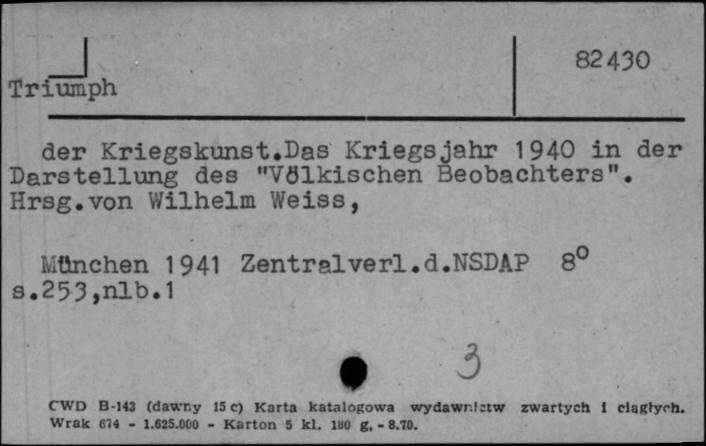 82430
Triumph
der Kriegskunst.Das Kriegsjahr 1940 in der
Darstellung des "Völkischen Beobachters".
Hrsg.von Wilhelm Weiss,
München 1941 Zentralverl.d.NSDAP 8°
s.253,nlb.1
3
CWD B-143 (dawny 15 c) Karta katalogowa wydawnictw zwartych i ciągłych.
Wrak 674 - 1.625.000 - Karton 5 kl. 180 g. - 8.70.